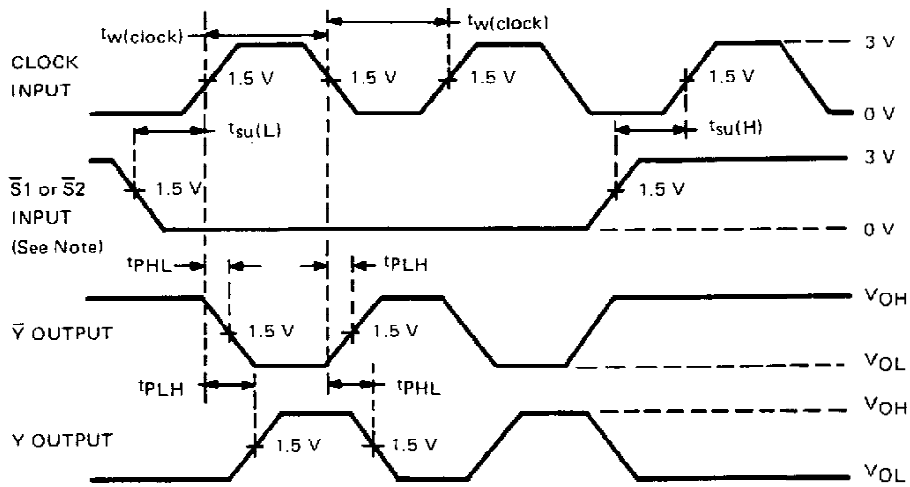 tw(clock)
tw(clock)
3 V
CLOCK
INPUT
1.5 V
1.5 V
1.5 V
1.5 V
0 V
tsu(L)
tsu(H)
3 V
S̅1 or S̅2
INPUT
(See Note)
1.5 V
1.5 V
0 V
tPHL
tPLH
VOH
Y̅ OUTPUT
1.5 V
1.5 V
VOL
tPLH
tPHL
VOH
Y OUTPUT
1.5 V
1.5 V
VOL